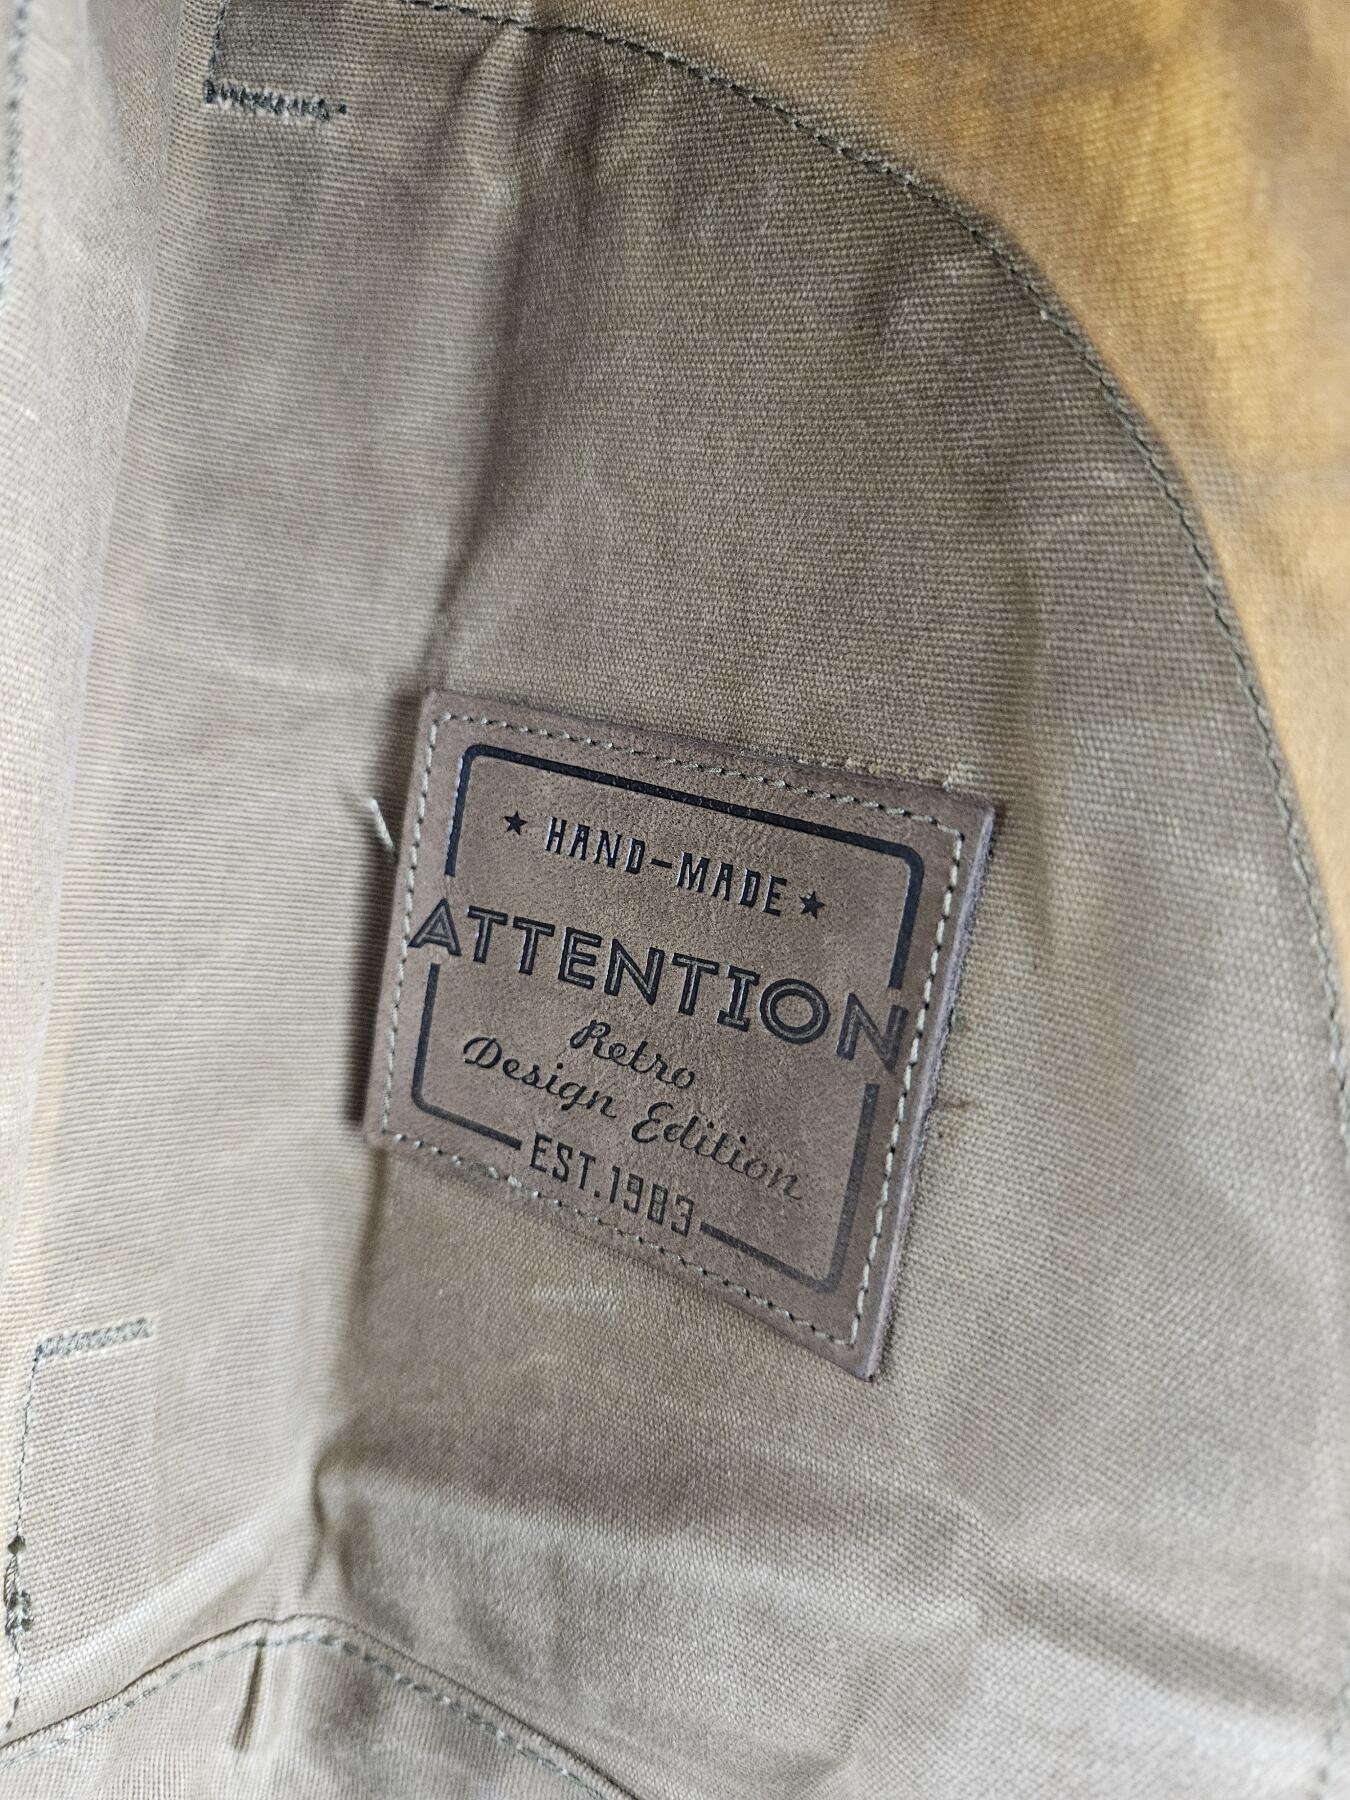 ★ HAND-MADE ★
ATTENTION
Retro
Design Edition
EST.1983